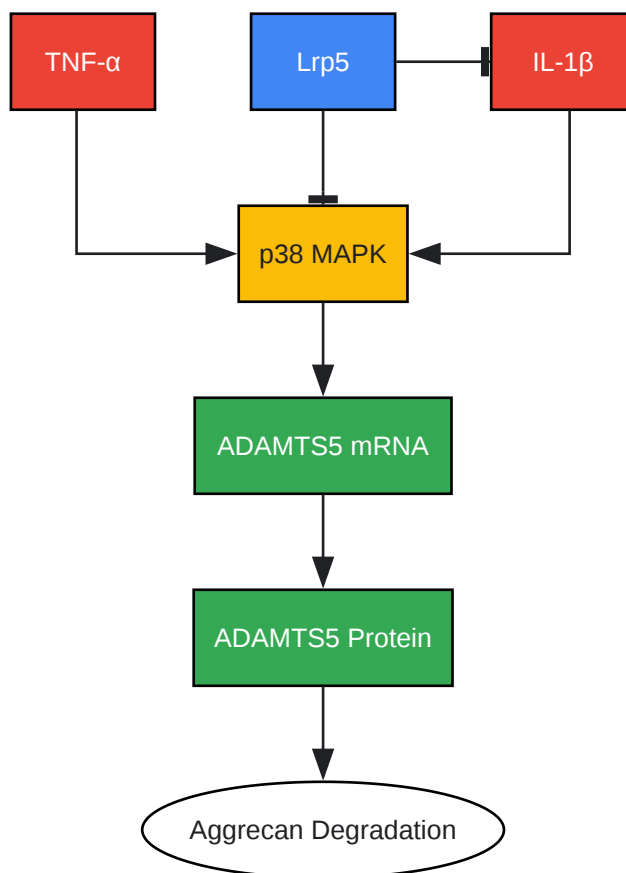 TNF-α
Lrp5
IL-1β
p38 MAPK
ADAMTS5 mRNA
ADAMTS5 Protein
Aggrecan Degradation